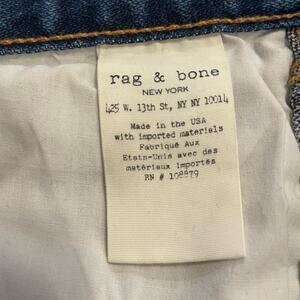 rag & bone
NEW YORK
425 W. 13th St, NY NY 10014
Made in the USA
with imported materials
Fabriqué Aux
Etats-Unis avec des
matériaux importés
RN # 108879